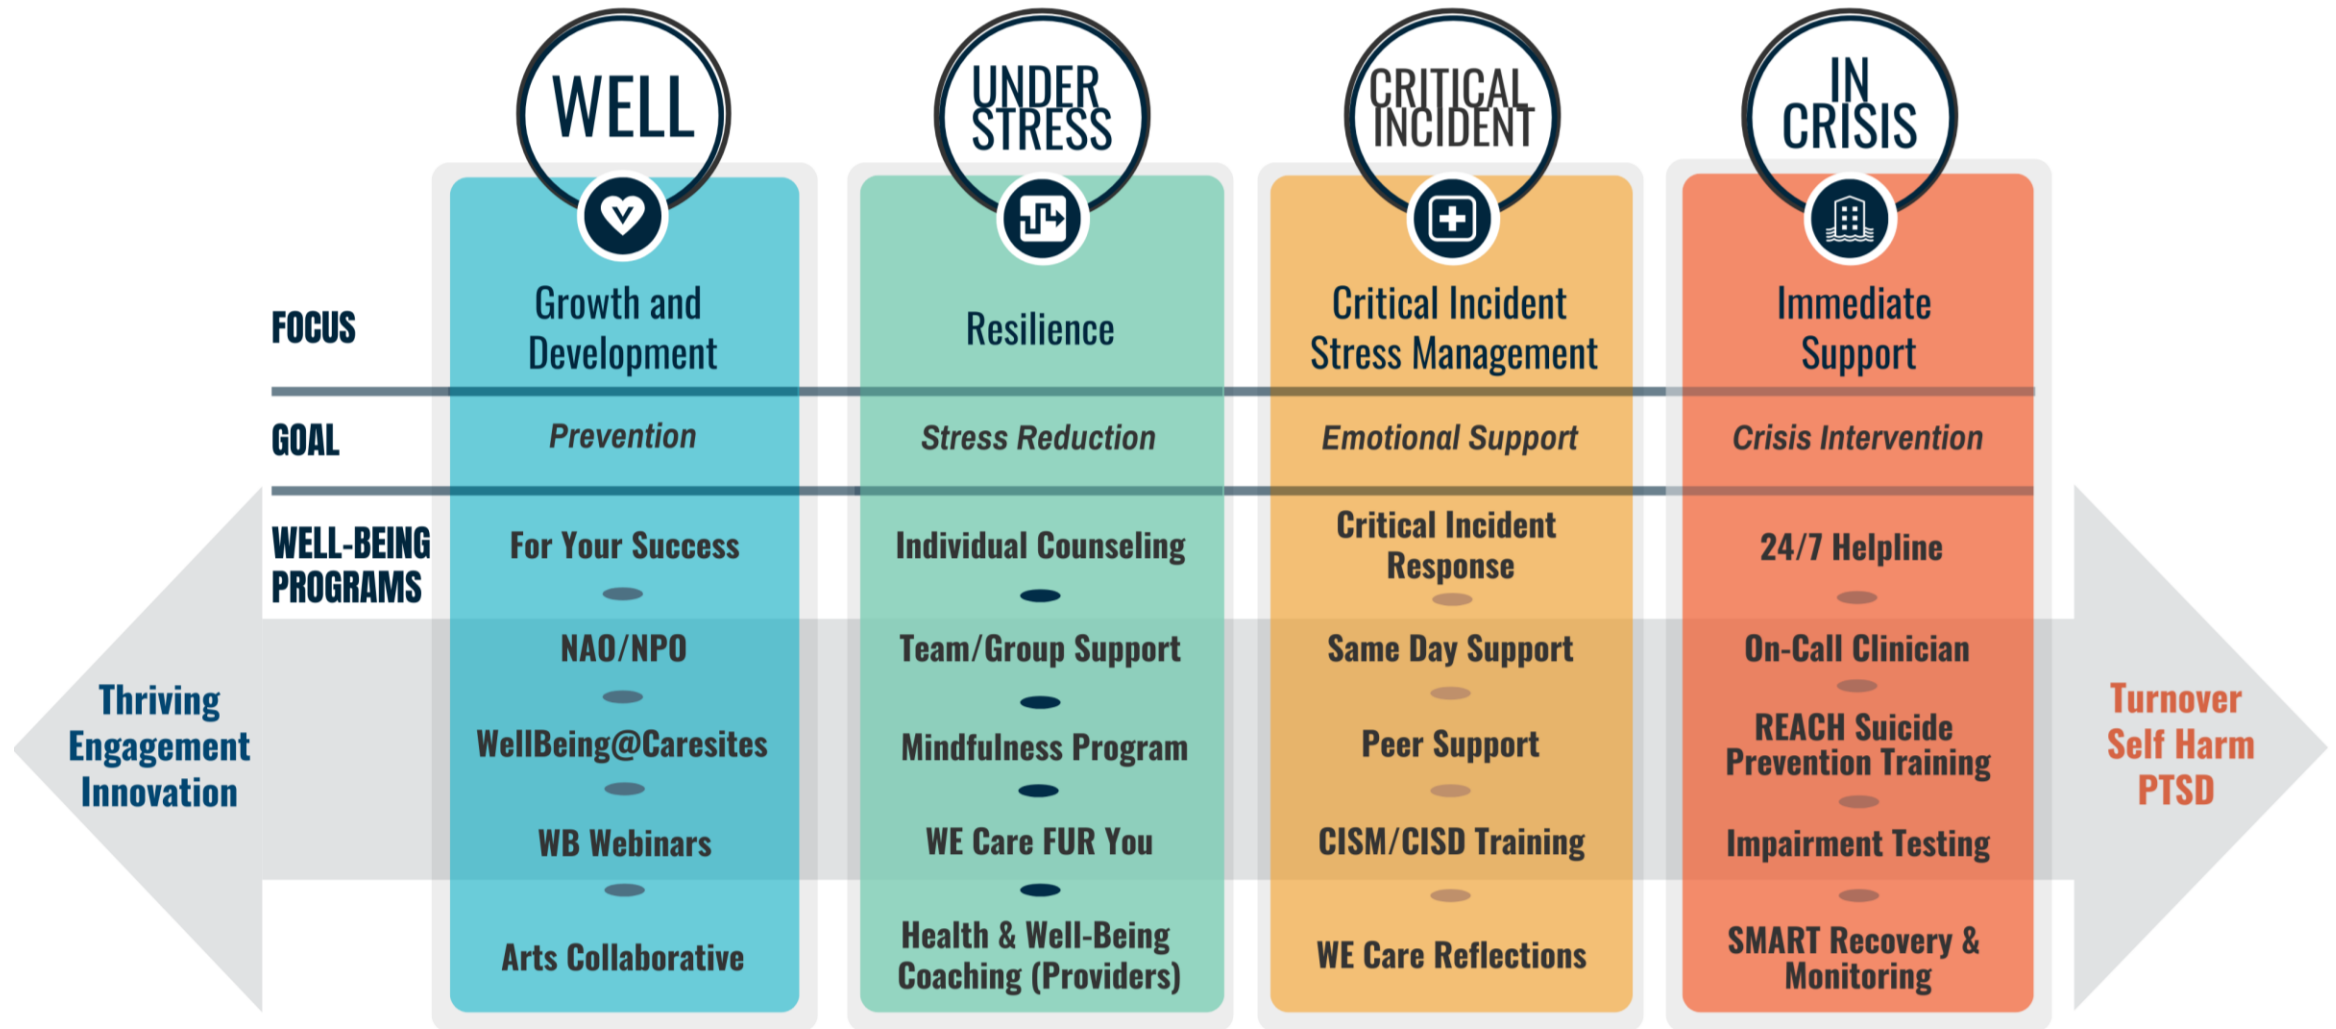 WELL
UNDER
STRESS
CRITICAL
INCIDENT
IN
CRISIS
FOCUS
Growth and
Development
Resilience
Critical Incident
Stress Management
Immediate
Support
GOAL
Prevention
Stress Reduction
Emotional Support
Crisis Intervention
WELL-BEING
PROGRAMS
For Your Success
NAO/NPO
WellBeing@Caresites
WB Webinars
Arts Collaborative
Individual Counseling
Team/Group Support
Mindfulness Program
WE Care FUR You
Health & Well-Being
Coaching (Providers)
Critical Incident
Response
Same Day Support
Peer Support
CISM/CISD Training
WE Care Reflections
24/7 Helpline
On-Call Clinician
REACH Suicide
Prevention Training
Impairment Testing
SMART Recovery &
Monitoring
Thriving
Engagement
Innovation
Turnover
Self Harm
PTSD